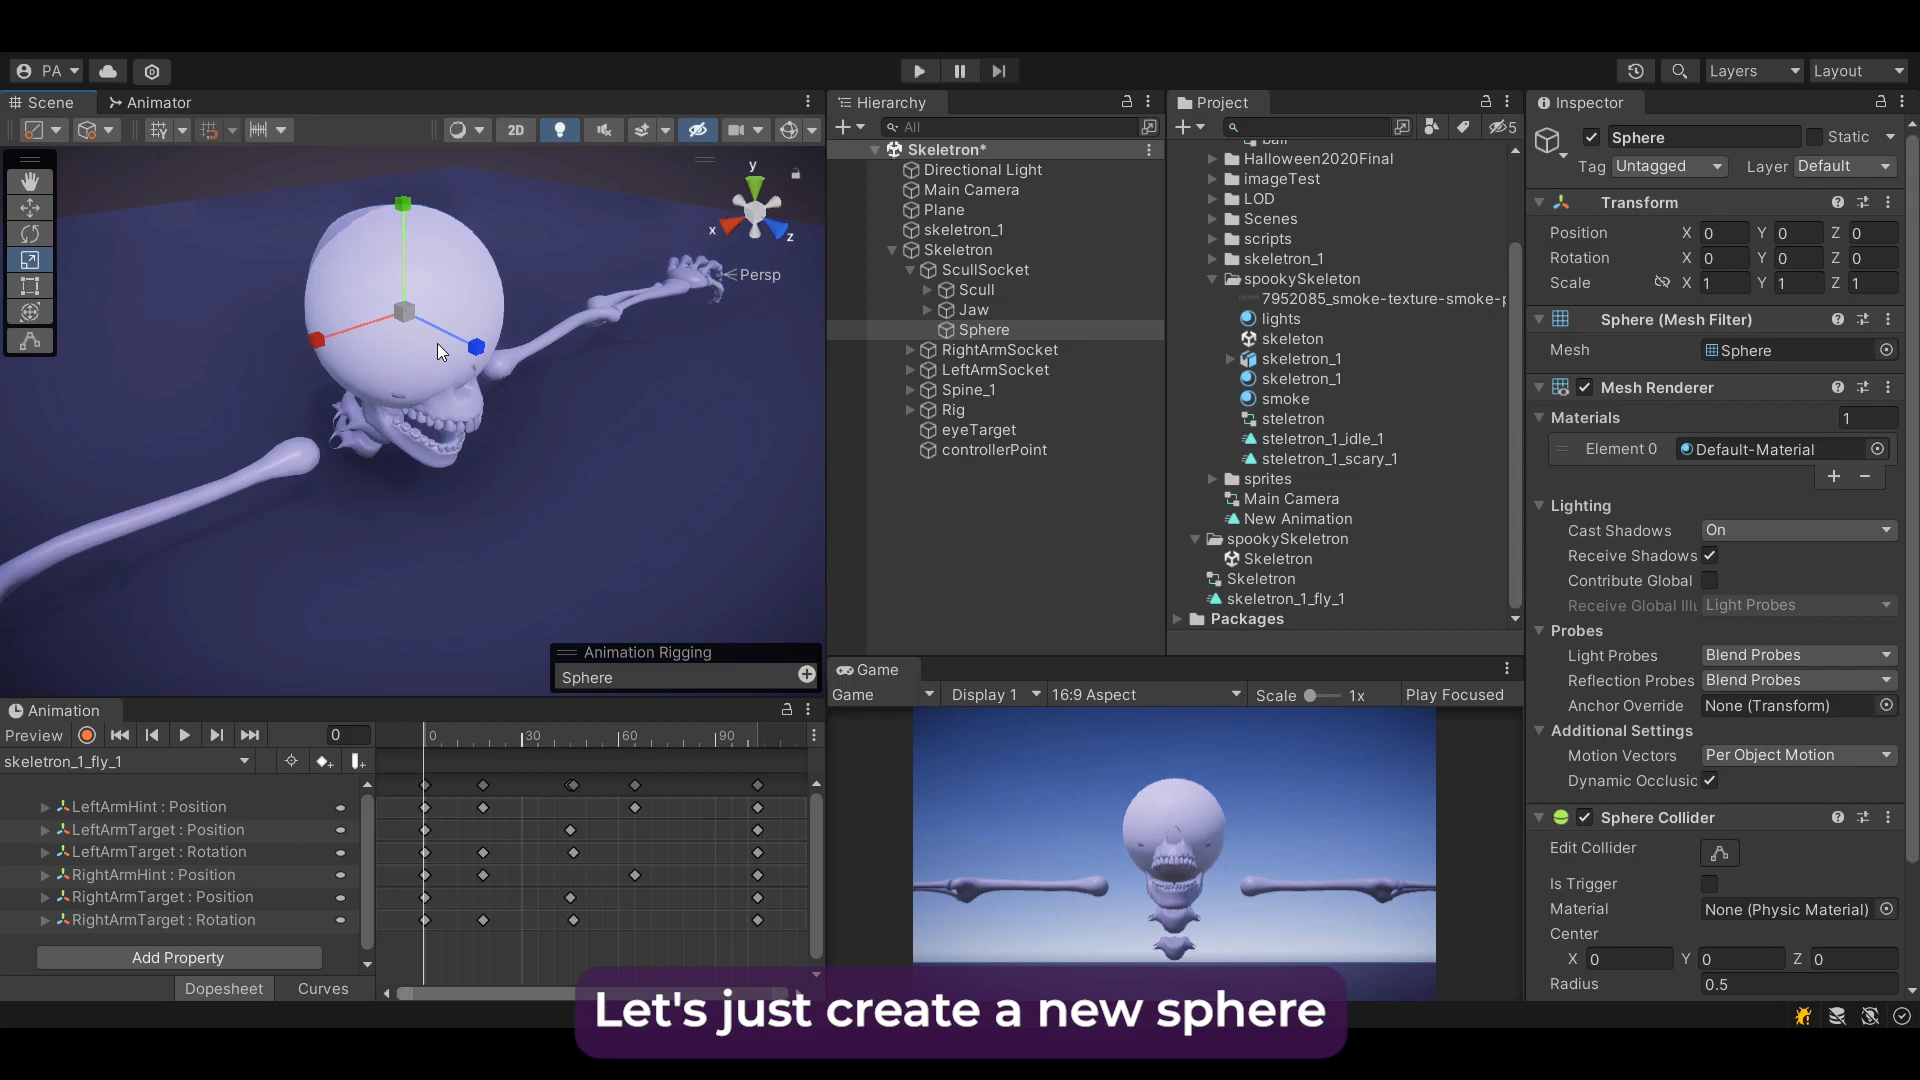 PA
Layers
Layout
Scene
Animator
2D
y
x
z
Persp
Animation Rigging
Sphere
Hierarchy
All
Skeletron*
Directional Light
Main Camera
Plane
skeletron_1
Skeletron
ScullSocket
Scull
Jaw
Sphere
RightArmSocket
LeftArmSocket
Spine_1
Rig
eyeTarget
controllerPoint
Project
5
ball
Halloween2020Final
imageTest
LOD
Scenes
scripts
skeletron_1
spookySkeleton
7952085_smoke-texture-smoke-p
lights
skeleton
skeletron_1
skeletron_1
smoke
steletron
steletron_1_idle_1
steletron_1_scary_1
sprites
Main Camera
New Animation
spookySkeletron
Skeletron
Skeletron
skeletron_1_fly_1
Packages
Inspector
Sphere
Static
Tag Untagged Layer Default
Transform
Position X 0 Y 0 Z 0
Rotation X 0 Y 0 Z 0
Scale X 1 Y 1 Z 1
Sphere (Mesh Filter)
Mesh Sphere
Mesh Renderer
Materials 1
Element 0 Default-Material
Lighting
Cast Shadows On
Receive Shadows
Contribute Global
Receive Global Illu Light Probes
Probes
Light Probes Blend Probes
Reflection Probes Blend Probes
Anchor Override None (Transform)
Additional Settings
Motion Vectors Per Object Motion
Dynamic Occlusic
Sphere Collider
Edit Collider
Is Trigger
Material None (Physic Material)
Center
X 0 Y 0 Z 0
Radius 0.5
Animation
Preview 0
skeletron_1_fly_1
0 30 60 90
LeftArmHint : Position
LeftArmTarget : Position
LeftArmTarget : Rotation
RightArmHint : Position
RightArmTarget : Position
RightArmTarget : Rotation
Add Property
Dopesheet Curves
Game
Game Display 1 16:9 Aspect Scale 1x Play Focused
Let's just create a new sphere